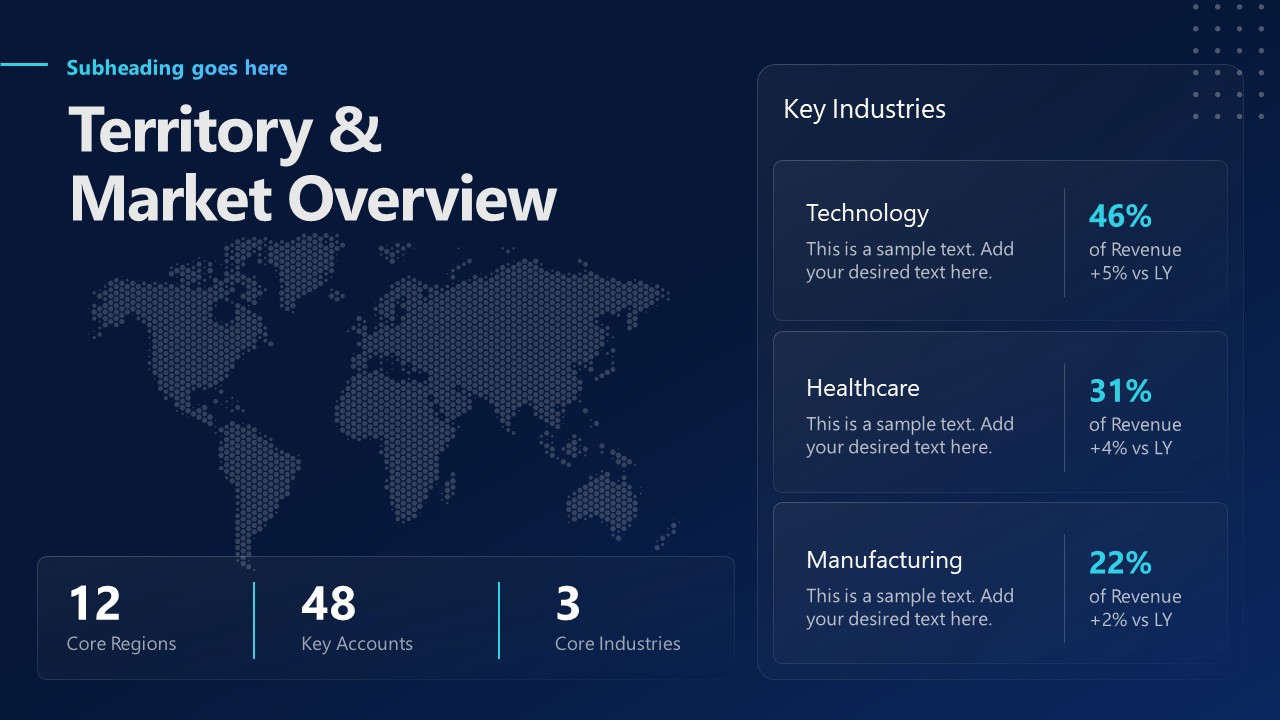 Subheading goes here
Territory &
Market Overview
12
Core Regions
48
Key Accounts
3
Core Industries
Key Industries
Technology
This is a sample text. Add
your desired text here.
46%
of Revenue
+5% vs LY
Healthcare
This is a sample text. Add
your desired text here.
31%
of Revenue
+4% vs LY
Manufacturing
This is a sample text. Add
your desired text here.
22%
of Revenue
+2% vs LY